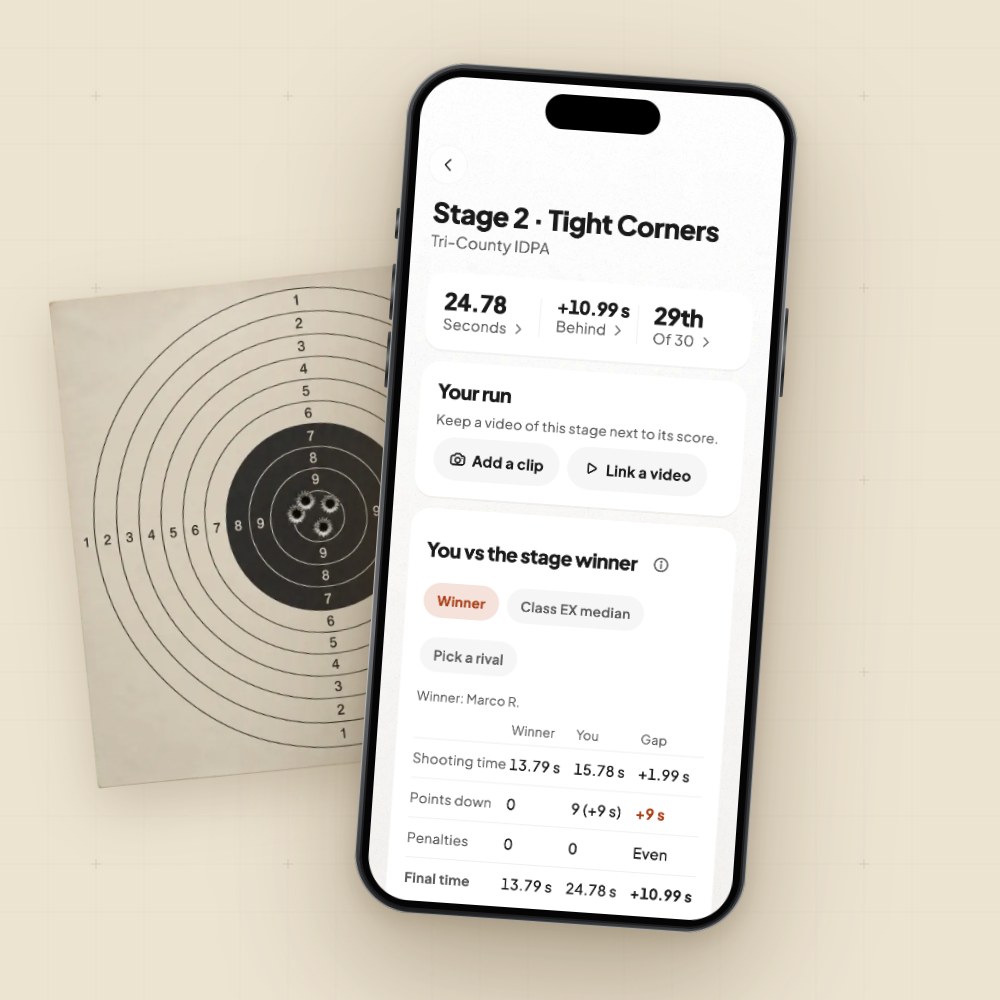 Stage 2 · Tight Corners
Tri-County IDPA
24.78 +10.99 s 29th
Seconds > Behind > Of 30 >
Your run
Keep a video of this stage next to its score.
Add a clip Link a video
You vs the stage winner
Winner Class EX median
Pick a rival
Winner: Marco R.
Winner You Gap
Shooting time 13.79 s 15.78 s +1.99 s
Points down 0 9 (+9 s) +9 s
Penalties 0 0 Even
Final time 13.79 s 24.78 s +10.99 s
1
2
3
4
5
6
7
8
9
1 2 3 4 5 6 7 8 9 9
9
8
7
6
5
4
3
2
1